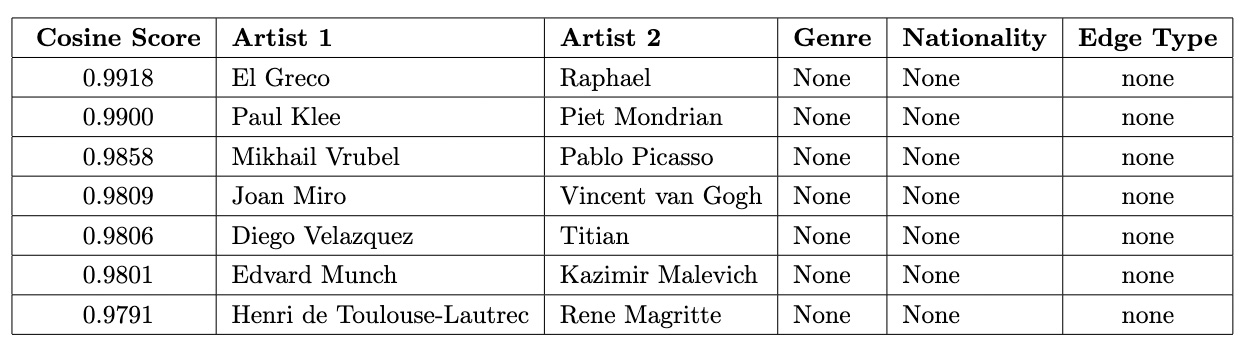 Cosine Score Artist 1 Artist 2 Genre Nationality Edge Type
0.9918 El Greco Raphael None None none
0.9900 Paul Klee Piet Mondrian None None none
0.9858 Mikhail Vrubel Pablo Picasso None None none
0.9809 Joan Miro Vincent van Gogh None None none
0.9806 Diego Velazquez Titian None None none
0.9801 Edvard Munch Kazimir Malevich None None none
0.9791 Henri de Toulouse-Lautrec Rene Magritte None None none